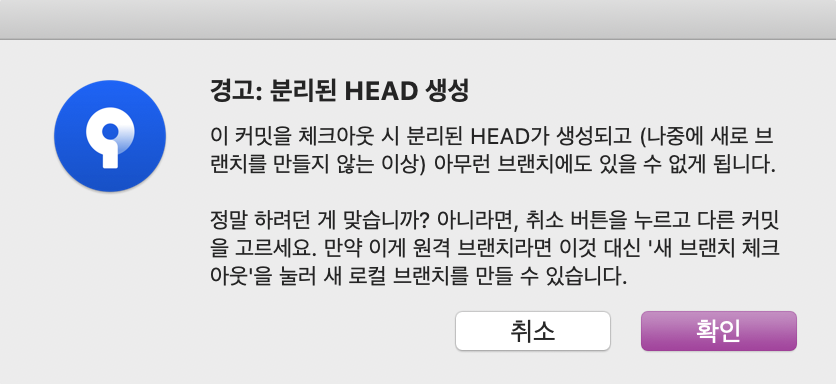 경고: 분리된 HEAD 생성
이 커밋을 체크아웃 시 분리된 HEAD가 생성되고 (나중에 새로 브
랜치를 만들지 않는 이상) 아무런 브랜치에도 있을 수 없게 됩니다.
정말 하려던 게 맞습니까? 아니라면, 취소 버튼을 누르고 다른 커밋
을 고르세요. 만약 이게 원격 브랜치라면 이것 대신 '새 브랜치 체크
아웃'을 눌러 새 로컬 브랜치를 만들 수 있습니다.
취소
확인